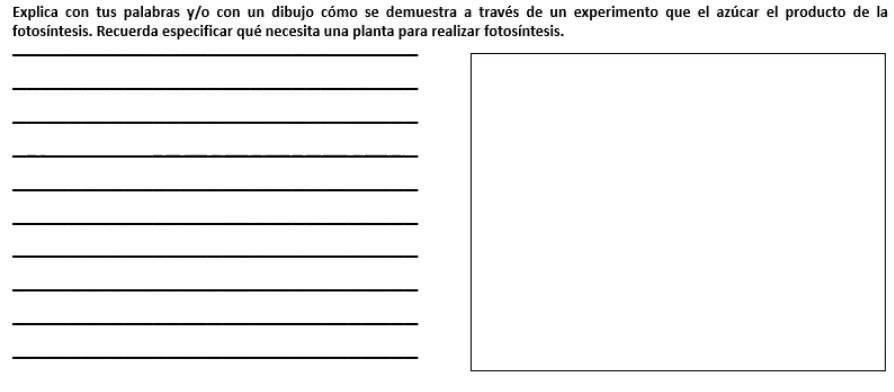 Explica con tus palabras y/o con un dibujo cómo se demuestra a través de un experimento que el azúcar el producto de la
fotosíntesis. Recuerda especificar qué necesita una planta para realizar fotosíntesis.